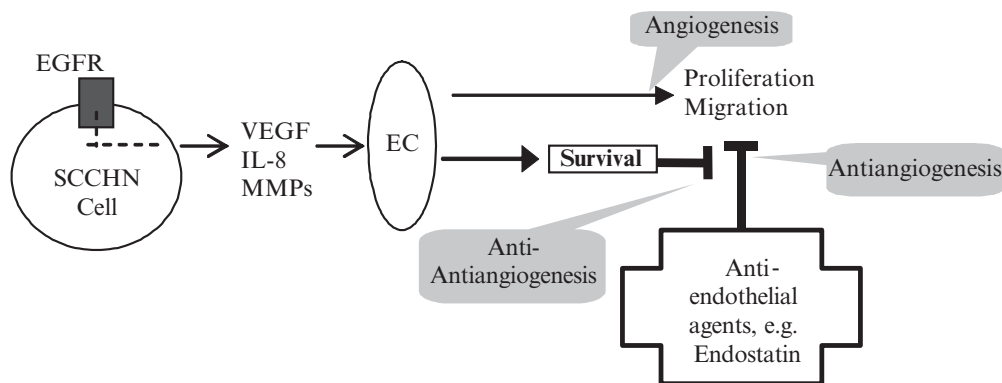 EGFR
SCCHN
Cell
VEGF
IL-8
MMPs
EC
Angiogenesis
Proliferation
Migration
Survival
Anti-
Antiangiogenesis
Antiangiogenesis
Anti-
endothelial
agents, e.g.
Endostatin